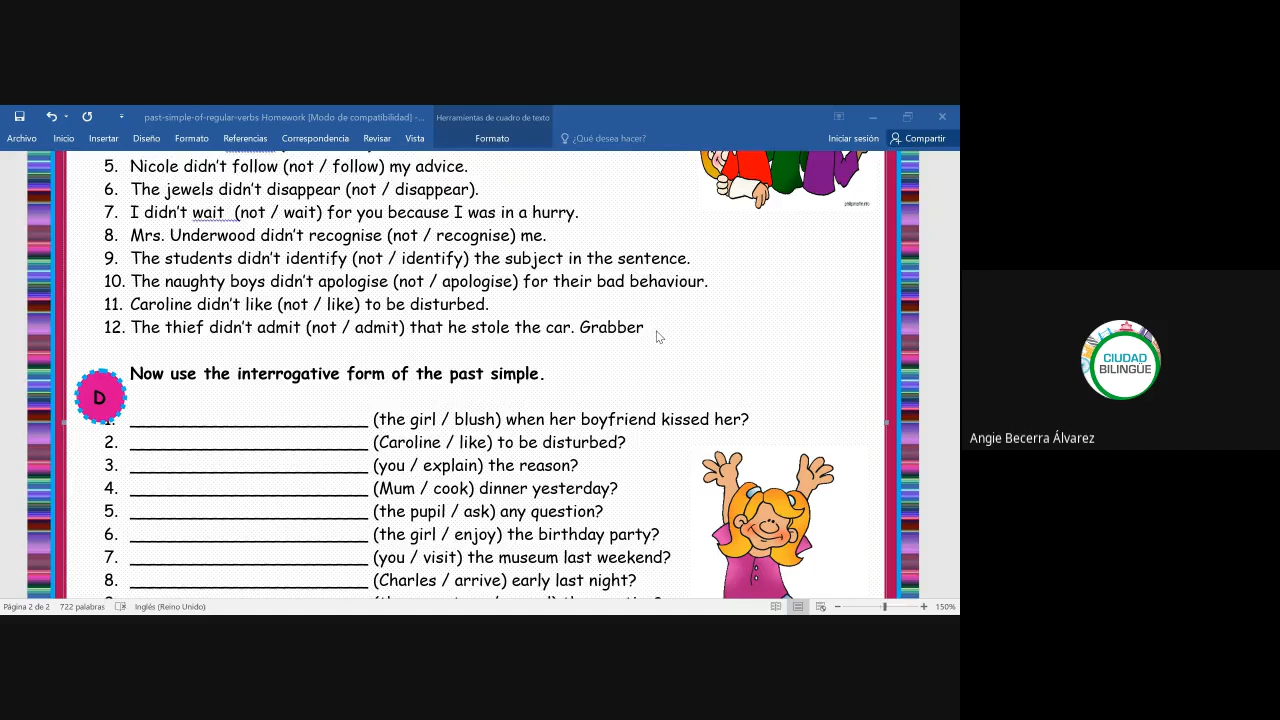 past-simple-of-regular-verbs Homework [Modo de compatibilidad] -...
Herramientas de cuadro de texto
Archivo Inicio Insertar Diseño Formato Referencias Correspondencia Revisar Vista Formato ¿Qué desea hacer? Iniciar sesión Compartir
5. Nicole didn't follow (not / follow) my advice.
6. The jewels didn't disappear (not / disappear).
7. I didn't wait (not / wait) for you because I was in a hurry.
8. Mrs. Underwood didn't recognise (not / recognise) me.
9. The students didn't identify (not / identify) the subject in the sentence.
10. The naughty boys didn't apologise (not / apologise) for their bad behaviour.
11. Caroline didn't like (not / like) to be disturbed.
12. The thief didn't admit (not / admit) that he stole the car. Grabber
Now use the interrogative form of the past simple.
D
1. _________________________ (the girl / blush) when her boyfriend kissed her?
2. _________________________ (Caroline / like) to be disturbed?
3. _________________________ (you / explain) the reason?
4. _________________________ (Mum / cook) dinner yesterday?
5. _________________________ (the pupil / ask) any question?
6. _________________________ (the girl / enjoy) the birthday party?
7. _________________________ (you / visit) the museum last weekend?
8. _________________________ (Charles / arrive) early last night?
Página 2 de 2 722 palabras Inglés (Reino Unido) 150%
CIUDAD
BILINGÜE
Angie Becerra Álvarez